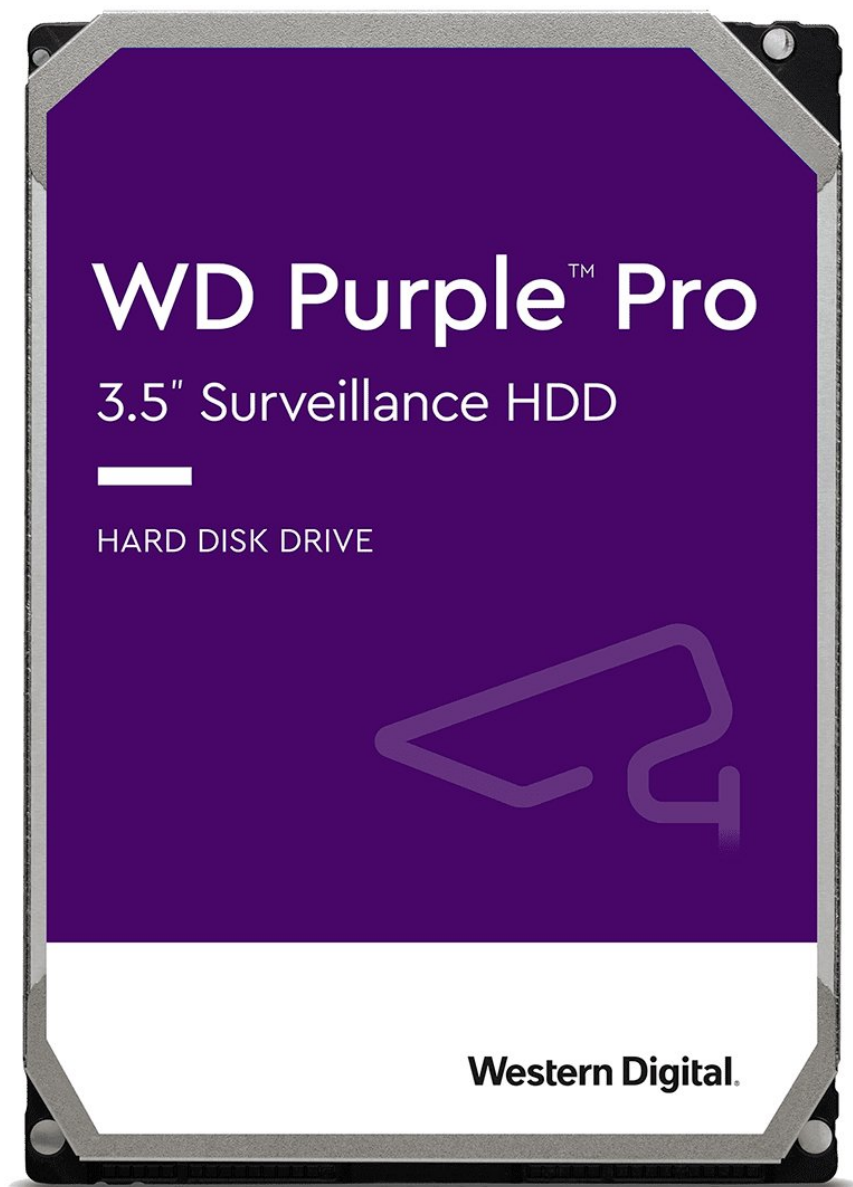 WD Purple™ Pro
3.5″ Surveillance HDD
HARD DISK DRIVE
Western Digital.